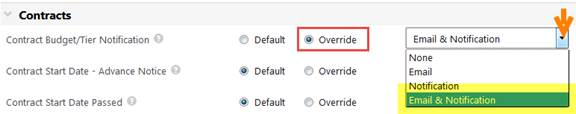 Contracts
Contract Budget/Tier Notification ? Default Override Email & Notification
None
Email
Contract Start Date - Advance Notice ? Default Override
Notification
Email & Notification
Contract Start Date Passed ? Default Override